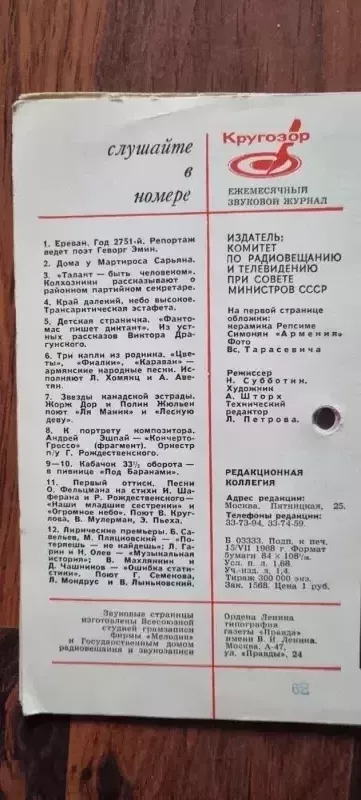 слушайте
в
номере
1. Ереван. Год 2751-й. Репортаж
ведет поэт Геворг Эмин.
2. Дома у Мартироса Сарьяна.
3. «Талант — быть человеком».
Колхозники рассказывают о
районном партийном секретаре.
4. Край далекий, небо высокое.
Трансарктическая эстафета.
5. Детская страничка. «Фанто-
мас пишет диктант». Из уст-
ных рассказов Виктора Дра-
гунского.
6. Три капли из родника. «Цве-
ты», «Фиалки», «Караван» —
армянские народные песни. Ис-
полняют Л. Хомянц и А. Аве-
тян.
7. Звезды канадской эстрады.
Жорж Дор и Полин Жюльен
поют «Ля Маник» и «Лесную
деву».
8. К портрету композитора.
Андрей Эшпай — «Кончерто-
Гроссо» (фрагмент). Оркестр
п/у Г. Рождественского.
9—10. Кабачок 33½ оборота —
в пивнице «Под Баранами».
11. Первый оттиск. Песни
О. Фельцмана на стихи И. Ша-
ферана и Р. Рождественского —
«Наши младшие сестренки» и
«Огромное небо». Поют В. Круг-
лова, В. Мулерман, Э. Пьеха.
12. Лирические премьеры. Б. Са-
вельев, М. Пляцковский — «По-
теряешь — не найдешь»; Л. Га-
рин и Н. Олев — «Музыкальная
история»; В. Махлянкин и
Д. Чашников — «Ошибка стати-
стики». Поют Г. Семенова,
Л. Мондрус и В. Лыньковский.
Звуковые страницы
изготовлены Всесоюзной
студией грамзаписи
фирмы «Мелодия»
и Государственным домом
радиовещания и звукозаписи
Кругозор
ЕЖЕМЕСЯЧНЫЙ
ЗВУКОВОЙ ЖУРНАЛ
ИЗДАТЕЛЬ:
КОМИТЕТ
ПО РАДИОВЕЩАНИЮ
И ТЕЛЕВИДЕНИЮ
ПРИ СОВЕТЕ
МИНИСТРОВ СССР
На первой странице
обложки:
керамика Репсиме
Симонян «Армения»
Фото
Вс. Тарасевича
Режиссер
Н. Субботин.
Художник
А. Шторх
Технический
редактор
Л. Петрова.
РЕДАКЦИОННАЯ
КОЛЛЕГИЯ
Адрес редакции:
Москва, Пятницкая, 25.
Телефоны редакции:
33-73-94, 33-74-59.
Б 03333. Подп. к печ.
15/VII 1968 г. Формат
бумаги 84 × 108¹/₁₂.
Усл. п. л. 1,68.
Уч.-изд. л. 1,4.
Тираж 300 000 экз.
Зак. 1568. Цена 1 руб.
Ордена Ленина
типография
газеты «Правда»
имени В. И. Ленина.
Москва, А-47,
ул. «Правды», 24